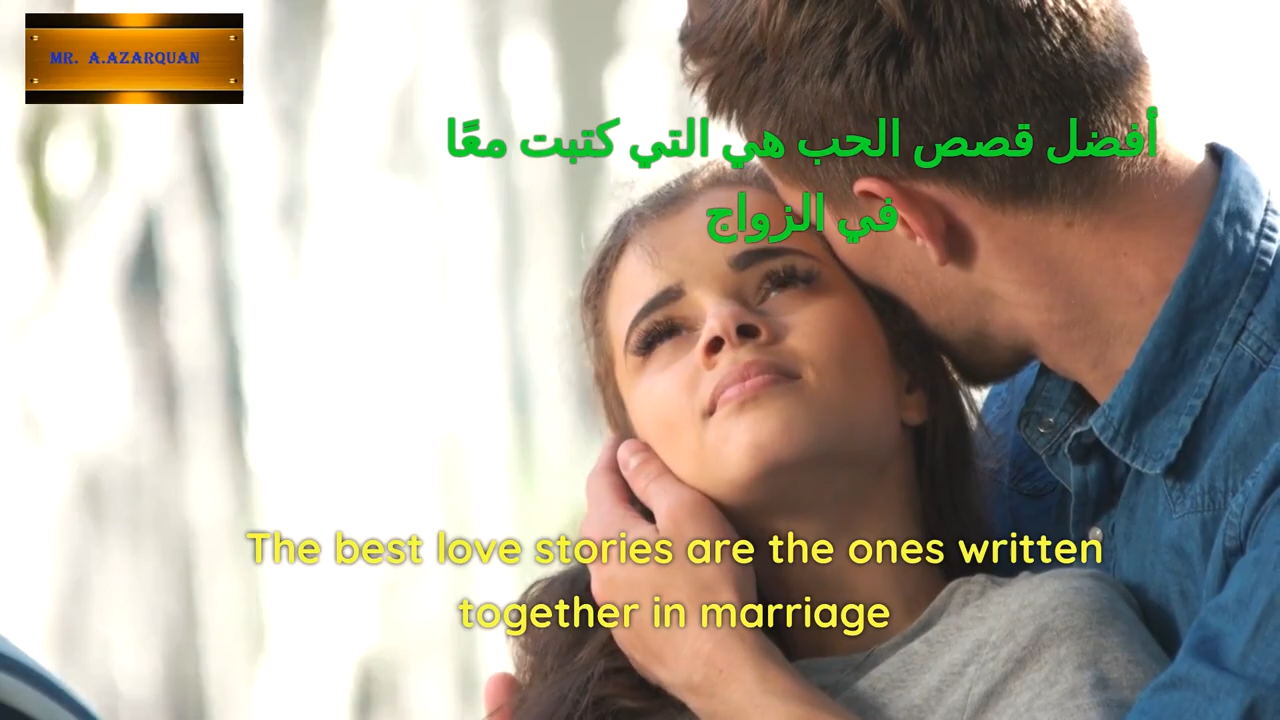 MR. A.AZARQUAN
أفضل قصص الحب هي التي كتبت معًا
في الزواج
The best love stories are the ones written
together in marriage